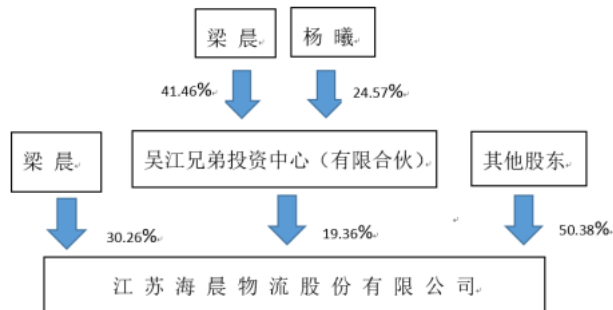 梁 晨
杨 曦
41.46%
24.57%
梁 晨
吴江兄弟投资中心（有限合伙）
其他股东
30.26%
19.36%
50.38%
江 苏 海 晨 物 流 股 份 有 限 公 司